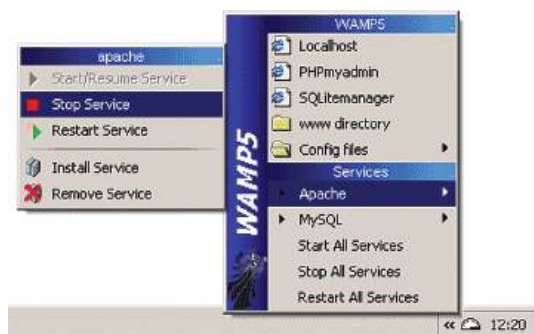 apache
Start/Resume Service
Stop Service
Restart Service
Install Service
Remove Service
WAMP5
WAMP5
Localhost
PHPmyadmin
SQLitemanager
www directory
Config files
Services
Apache
MySQL
Start All Services
Stop All Services
Restart All Services
« 12:20